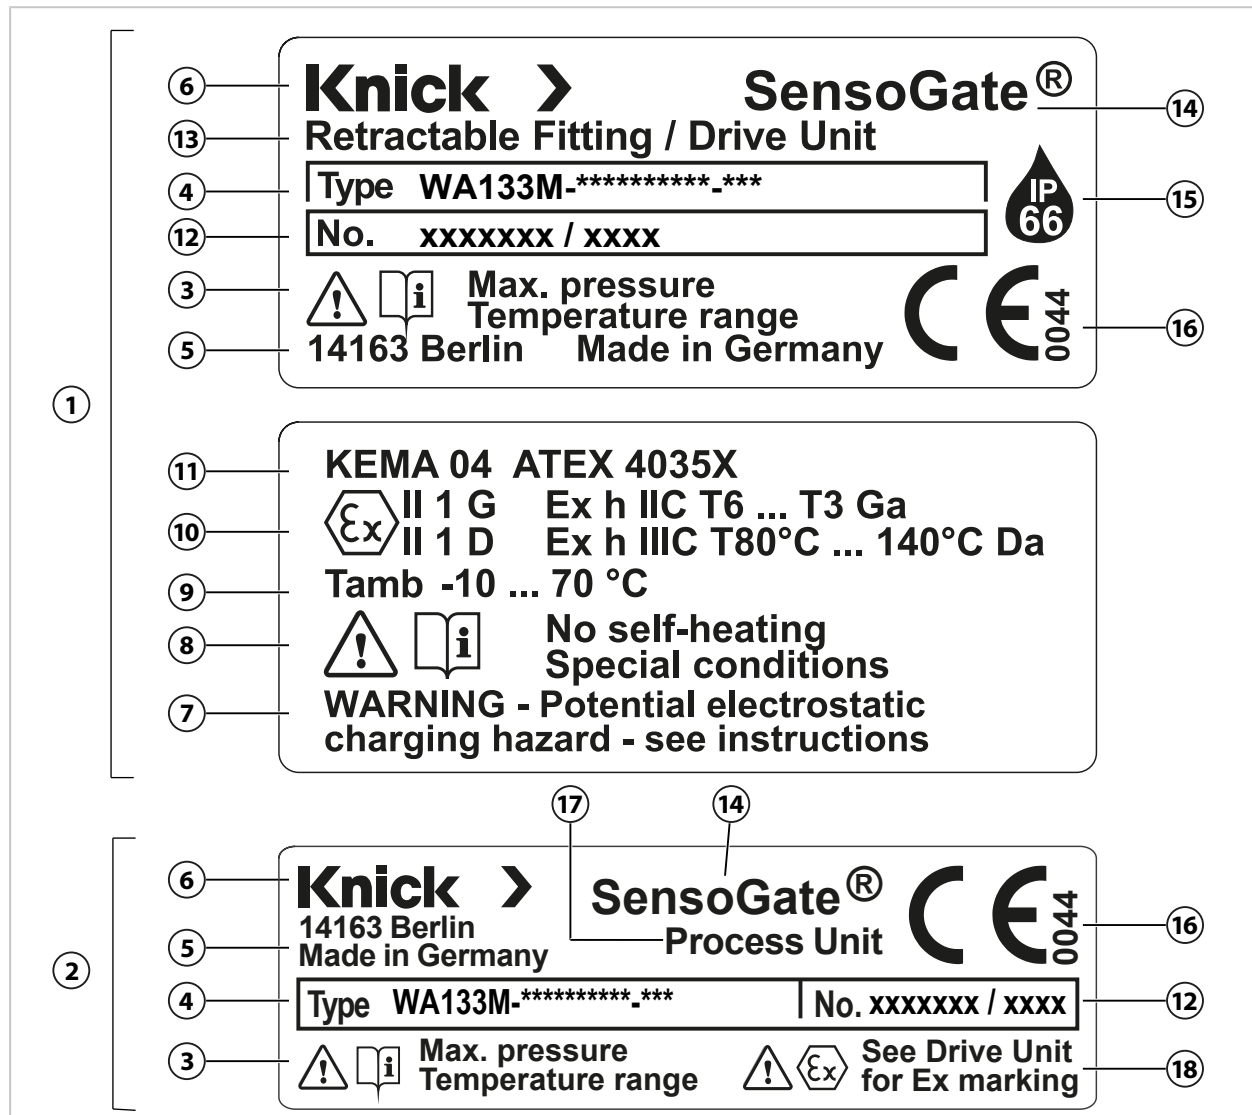 Knick > SensoGate®
Retractable Fitting / Drive Unit
Type WA133M-**********-***
No. xxxxxxx / xxxx
IP
66
i Max. pressure
Temperature range
14163 Berlin Made in Germany
CE 0044
6
13
4
12
3
5
14
15
16
1
KEMA 04 ATEX 4035X
Ex II 1 G Ex h IIC T6 ... T3 Ga
II 1 D Ex h IIIC T80°C ... 140°C Da
Tamb -10 ... 70 °C
! i No self-heating
Special conditions
WARNING - Potential electrostatic
charging hazard - see instructions
11
10
9
8
7
17
14
Knick > SensoGate®
14163 Berlin
Made in Germany
Process Unit
CE 0044
Type WA133M-**********-*** No. xxxxxxx / xxxx
! i Max. pressure
Temperature range
! Ex See Drive Unit
for Ex marking
6
5
4
3
16
12
18
2